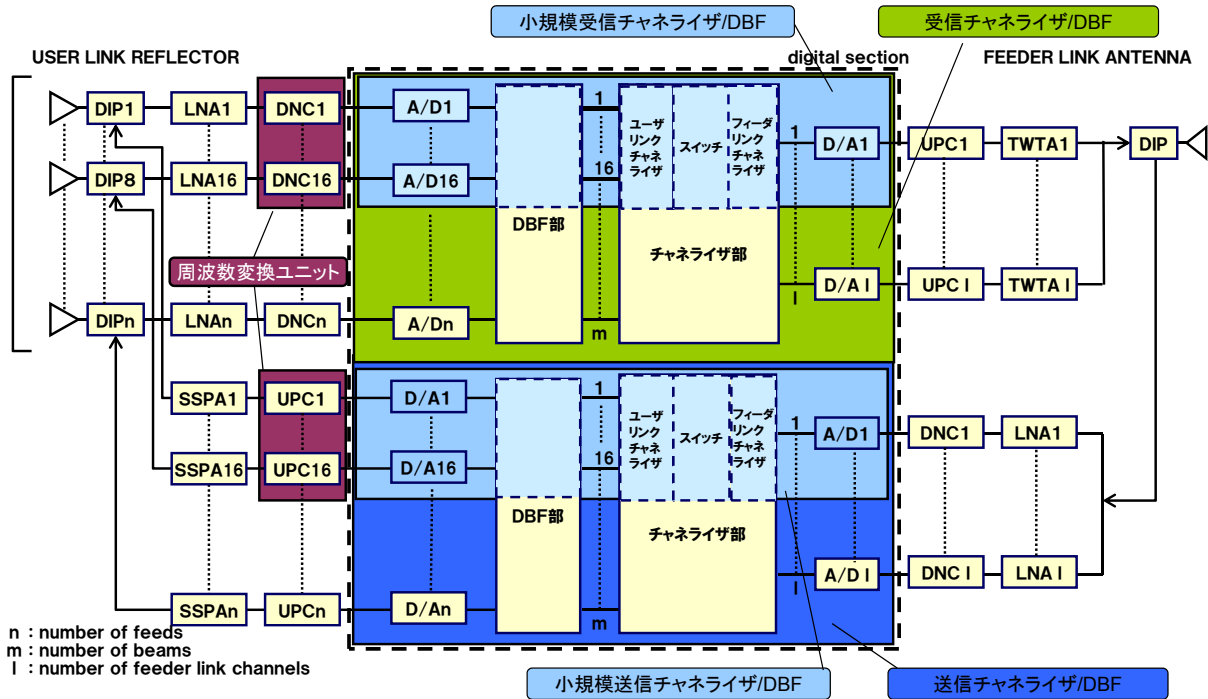 小規模受信チャネライザ/DBF
受信チャネライザ/DBF
USER LINK REFLECTOR
digital section
FEEDER LINK ANTENNA
DIP1
LNA1
DNC1
A/D1
1
ユーザ
リンク
チャネ
ライザ
スイッチ
フィーダ
リンク
チャネ
ライザ
1
D/A1
UPC1
TWTA1
DIP
DIP8
LNA16
DNC16
A/D16
16
DBF部
チャネライザ部
周波数変換ユニット
D/A l
UPC l
TWTA l
l
DIPn
LNAn
DNCn
A/Dn
m
SSPA1
UPC1
D/A1
1
ユーザ
リンク
チャネ
ライザ
スイッチ
フィーダ
リンク
チャネ
ライザ
1
A/D1
DNC1
LNA1
SSPA16
UPC16
D/A16
16
DBF部
チャネライザ部
A/D l
DNC l
LNA l
l
SSPAn
UPCn
D/An
m
n : number of feeds
m : number of beams
l : number of feeder link channels
小規模送信チャネライザ/DBF
送信チャネライザ/DBF